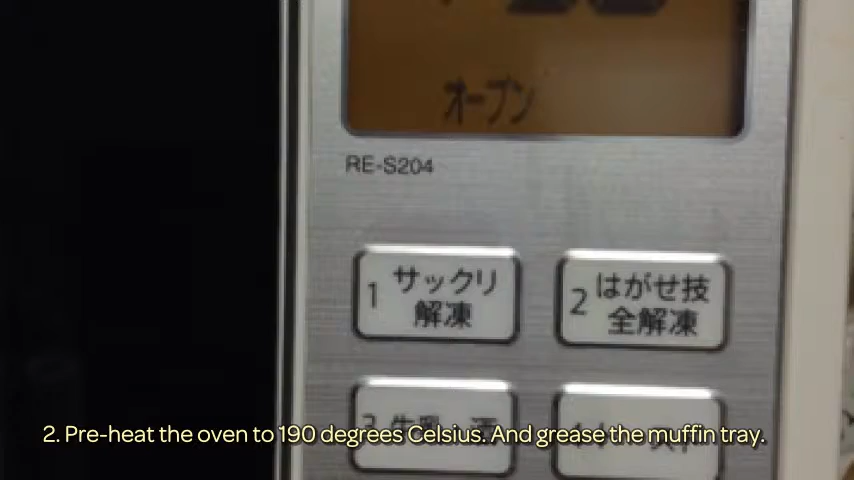 オーブン
RE-S204
1 サックリ
解凍
2 はがせ技
全解凍
2. Pre-heat the oven to 190 degrees Celsius. And grease the muffin tray.